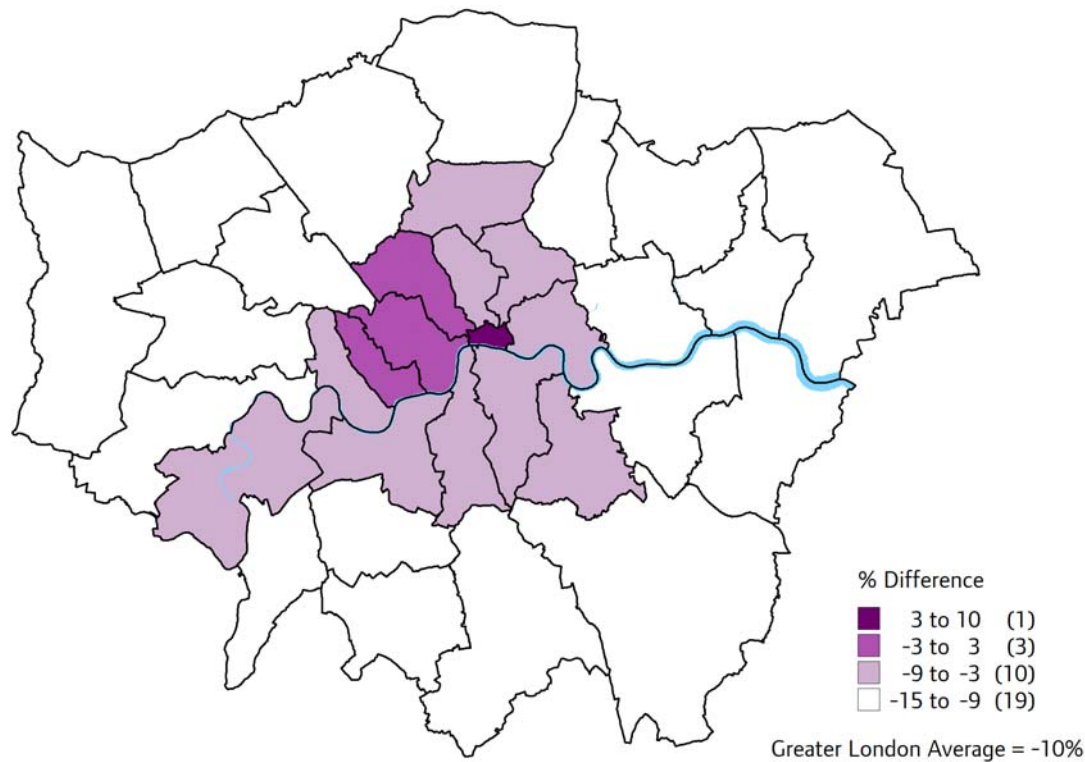 % Difference
3 to 10 (1)
-3 to 3 (3)
-9 to -3 (10)
-15 to -9 (19)
Greater London Average = -10%